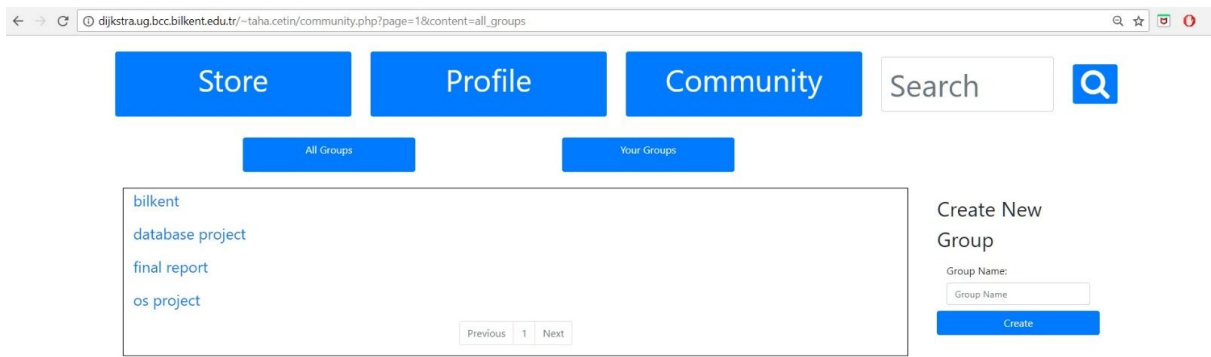 dijkstra.ug.bcc.bilkent.edu.tr/~taha.cetin/community.php?page=1&content=all_groups
Store Profile Community Search
All Groups Your Groups
bilkent
database project
final report
os project
Previous 1 Next
Create New
Group
Group Name:
Group Name
Create